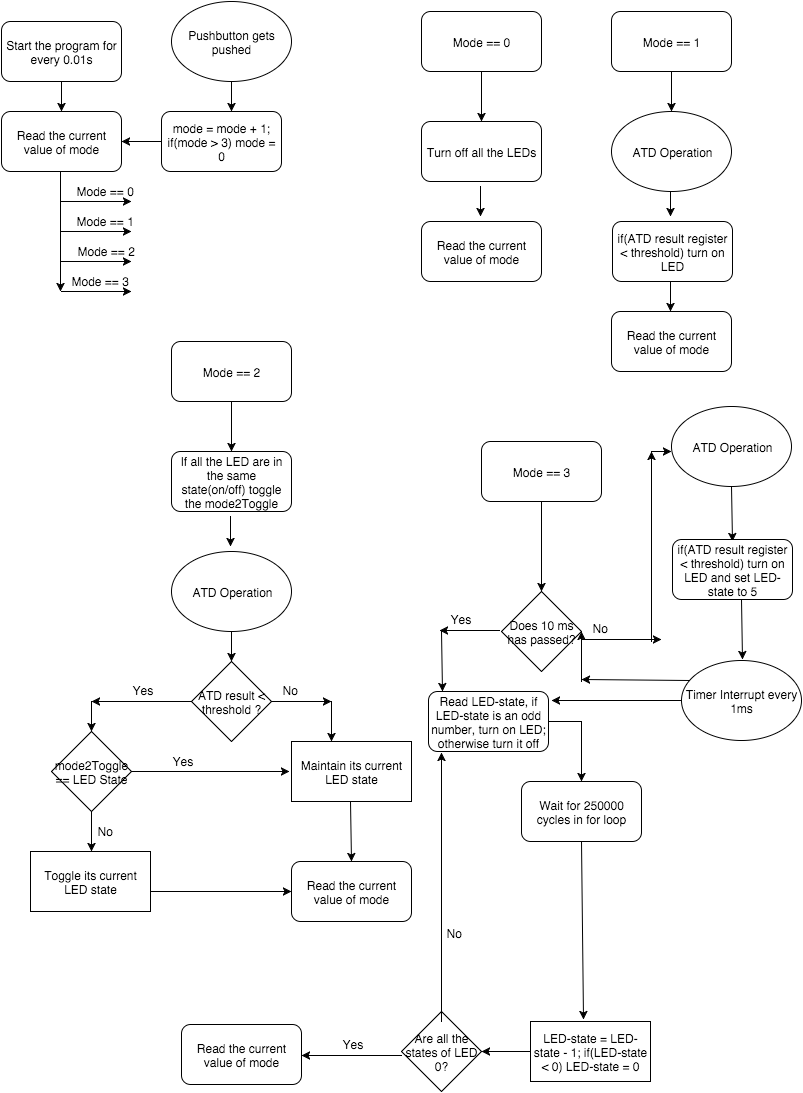 Start the program for
every 0.01s
Pushbutton gets
pushed
Read the current
value of mode
mode = mode + 1;
if(mode > 3) mode =
0
Mode == 0
Mode == 1
Mode == 2
Mode == 3
Mode == 0
Turn off all the LEDs
Read the current
value of mode
Mode == 1
ATD Operation
if(ATD result register
< threshold) turn on
LED
Read the current
value of mode
Mode == 2
If all the LED are in
the same
state(on/off) toggle
the mode2Toggle
ATD Operation
ATD result <
threshold ?
Yes
No
mode2Toggle
== LED State
Yes
Maintain its current
LED state
No
Toggle its current
LED state
Read the current
value of mode
Mode == 3
Does 10 ms
has passed?
Yes
No
ATD Operation
if(ATD result register
< threshold) turn on
LED and set LED-
state to 5
Timer Interrupt every
1ms
Read LED-state, if
LED-state is an odd
number, turn on LED;
otherwise turn it off
Wait for 250000
cycles in for loop
No
LED-state = LED-
state - 1; if(LED-state
< 0) LED-state = 0
Are all the
states of LED
0?
Yes
Read the current
value of mode